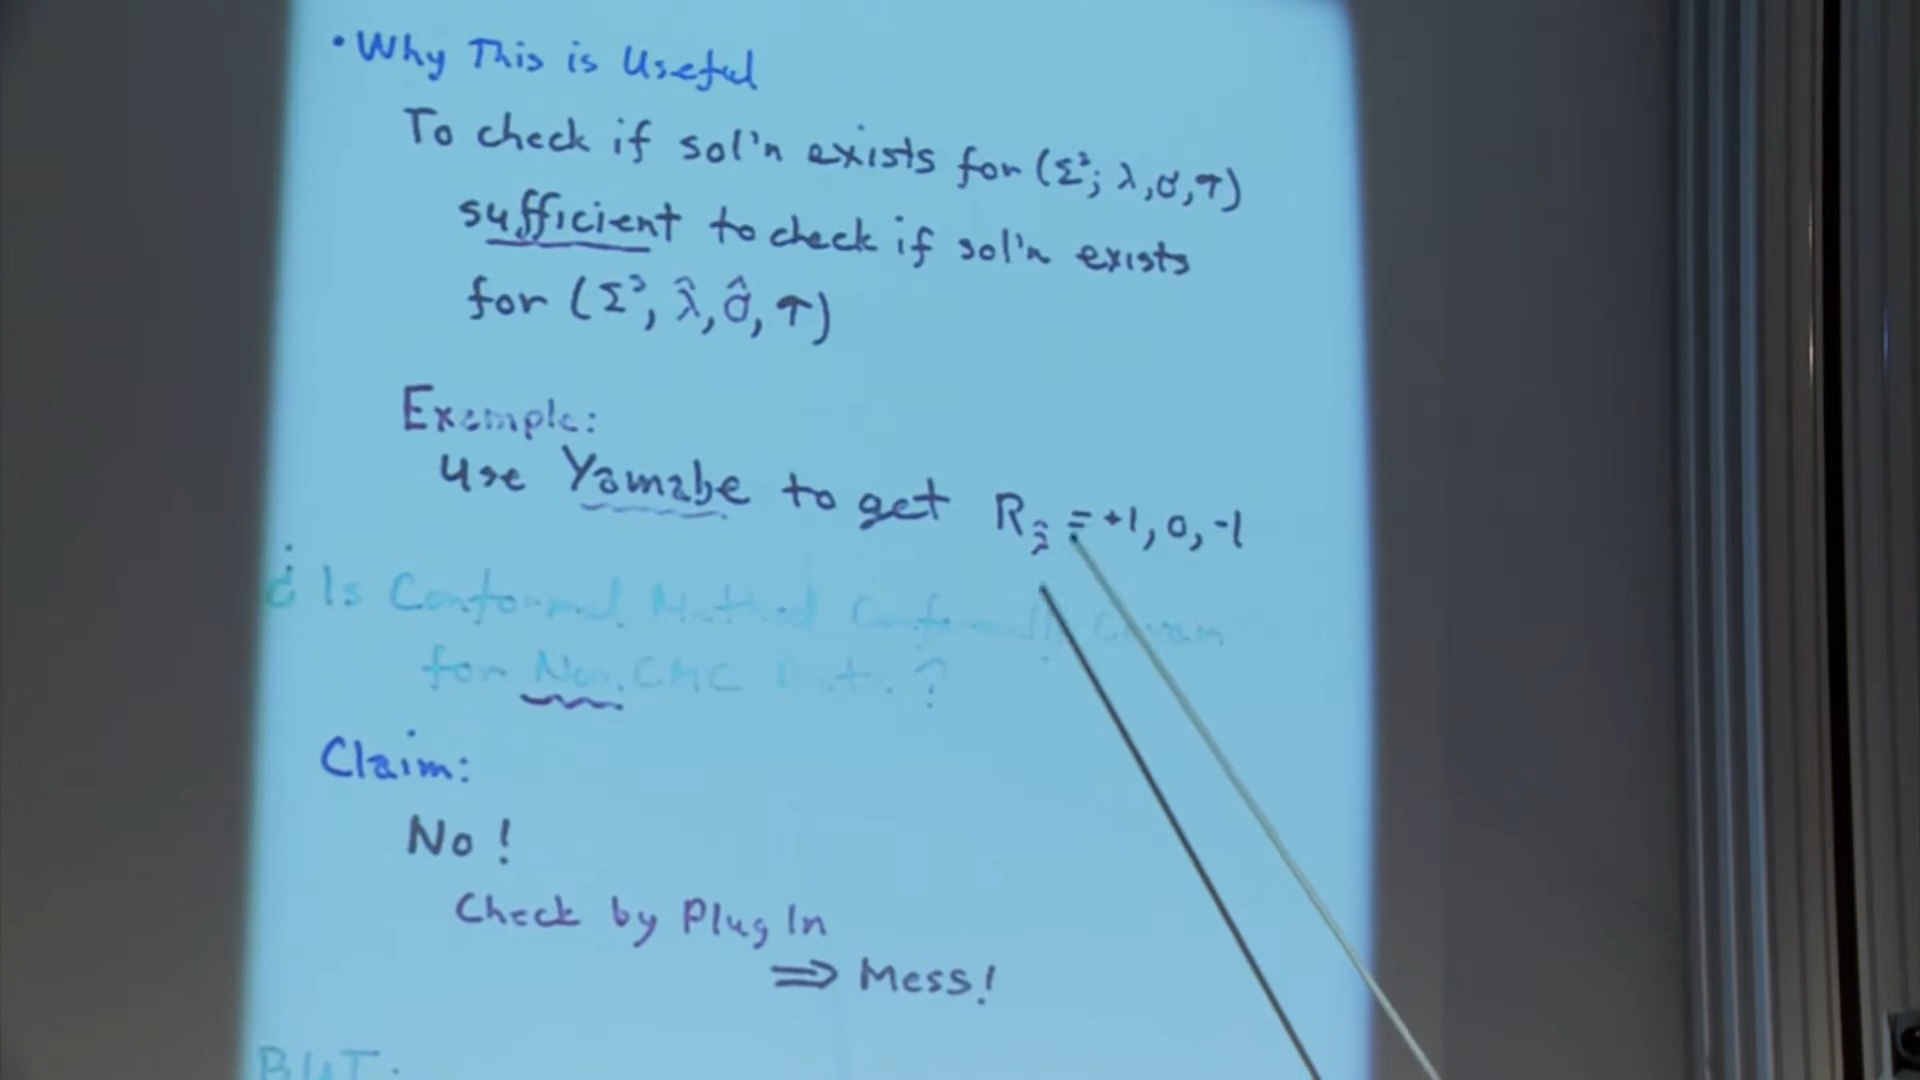 • Why This is Useful
To check if sol'n exists for (Σ³; λ, σ, τ)
sufficient to check if sol'n exists
for (Σ³, λ̂, σ̂, τ)
Example:
Use Yamabe to get R_λ̂ = +1, 0, -1
¿ Is Conformal Method Conformally Covar
for Non-CMC Data ?
Claim:
No !
Check by Plug In
⇒ Mess!
BUT: